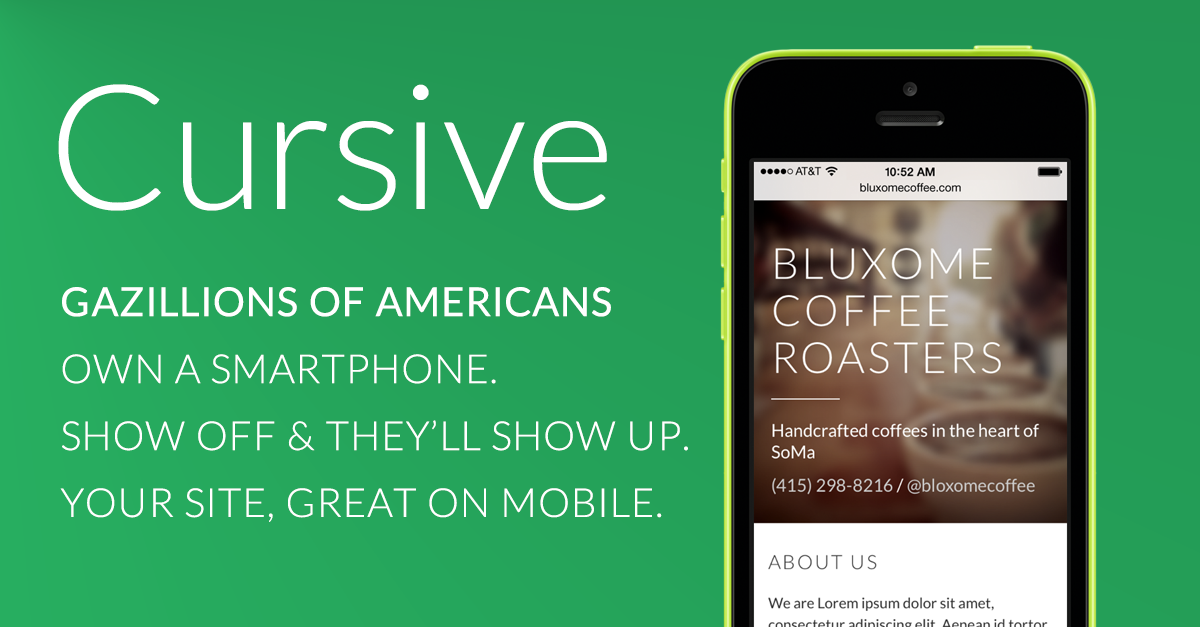 Cursive
GAZILLIONS OF AMERICANS
OWN A SMARTPHONE.
SHOW OFF & THEY’LL SHOW UP.
YOUR SITE, GREAT ON MOBILE.
AT&T 10:52 AM
bluxomecoffee.com
BLUXOME
COFFEE
ROASTERS
Handcrafted coffees in the heart of
SoMa
(415) 298-8216 / @bloxomecoffee
ABOUT US
We are Lorem ipsum dolor sit amet,
consectetur adipiscing elit. Aenean id tortor